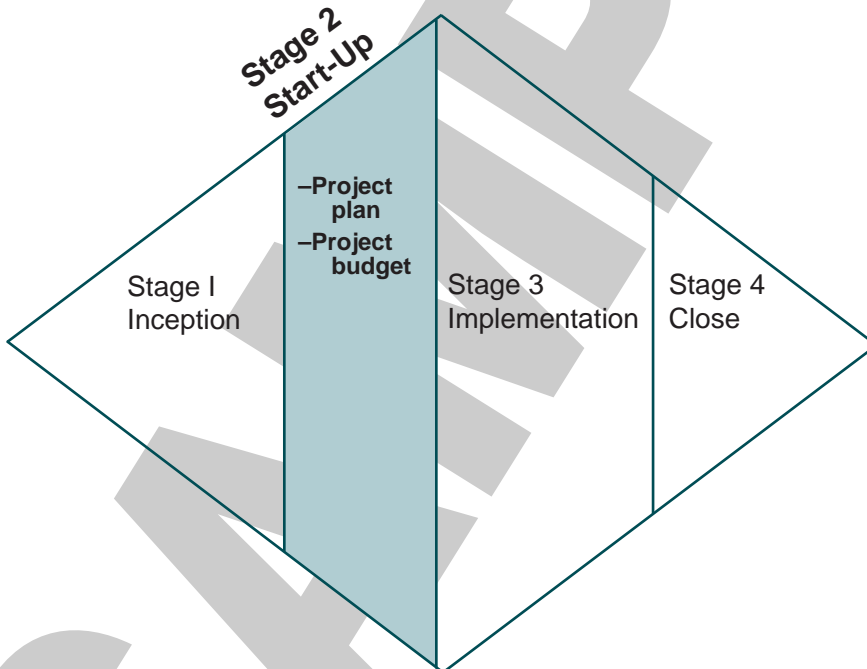 Stage 2
Start-Up
–Project
plan
–Project
budget
Stage I
Inception
Stage 3
Implementation
Stage 4
Close